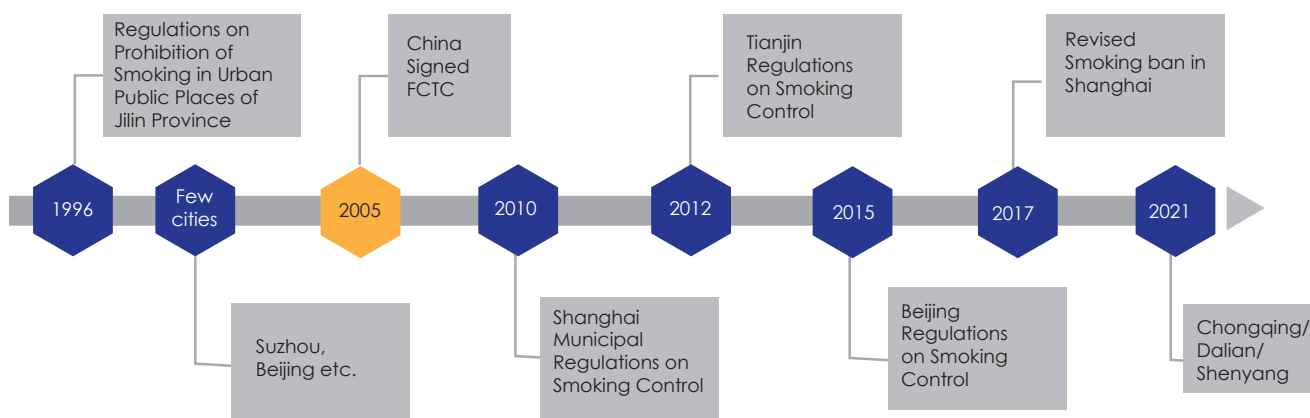 Regulations on
Prohibition of
Smoking in Urban
Public Places of
Jilin Province
China
Signed
FCTC
Tianjin
Regulations
on Smoking
Control
Revised
Smoking ban in
Shanghai
1996
Few
cities
2005
2010
2012
2015
2017
2021
Suzhou,
Beijing etc.
Shanghai
Municipal
Regulations on
Smoking Control
Beijing
Regulations
on Smoking
Control
Chongqing/
Dalian/
Shenyang